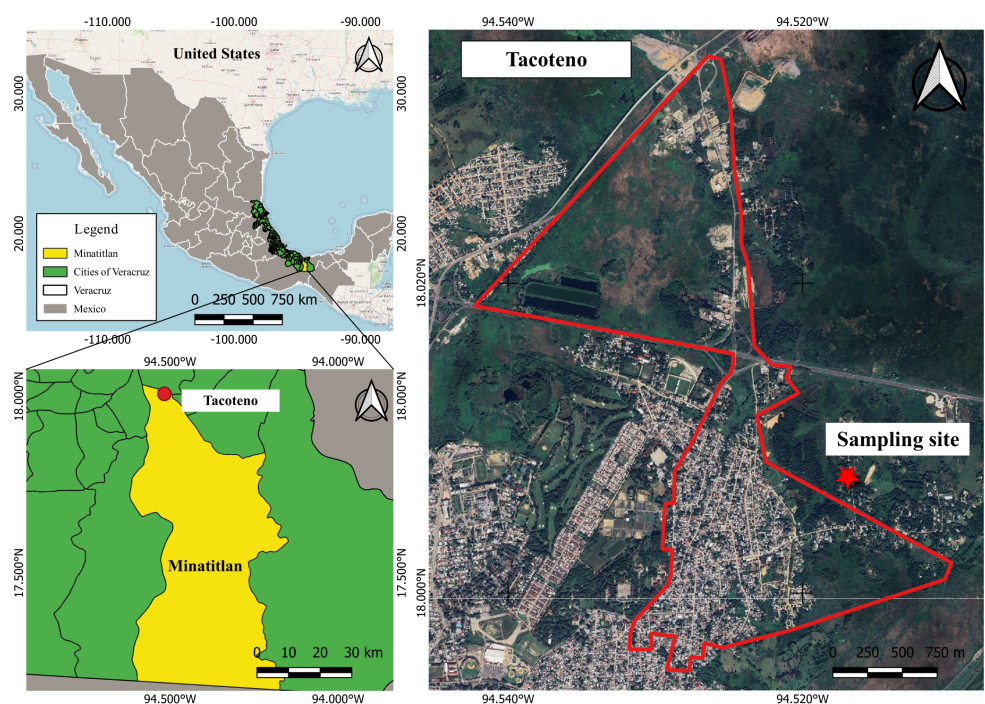 -110.000 -100.000 -90.000
United States
30.000
30.000
20.000
20.000
Legend
Minatitlan
Cities of Veracruz
Veracruz
Mexico
0 250 500 750 km
-110.000 -100.000 -90.000
94.500°W 94.000°W
18.000°N
18.000°N
Tacoteno
Minatitlan
17.500°N
17.500°N
0 10 20 30 km
94.500°W 94.000°W
94.540°W 94.520°W
Tacoteno
18.020°N
Sampling site
18.000°N
0 250 500 750 m
94.540°W 94.520°W